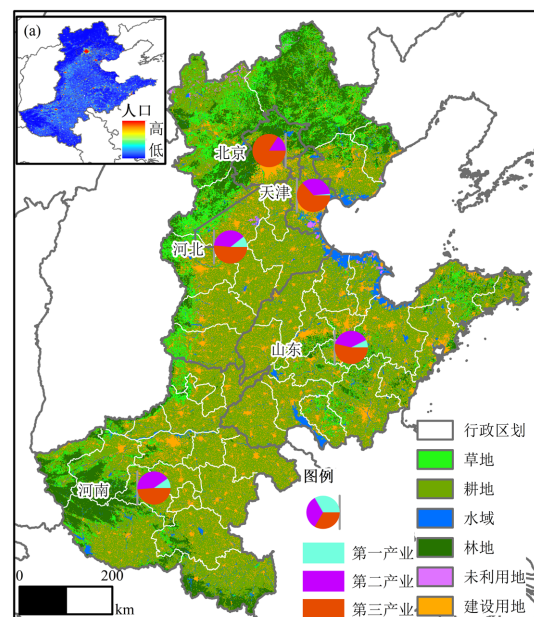 (a)
人口
高
低
北京
天津
河北
山东
河南
行政区划
草地
耕地
水域
林地
未利用地
建设用地
图例
第一产业
第二产业
第三产业
0
200
km